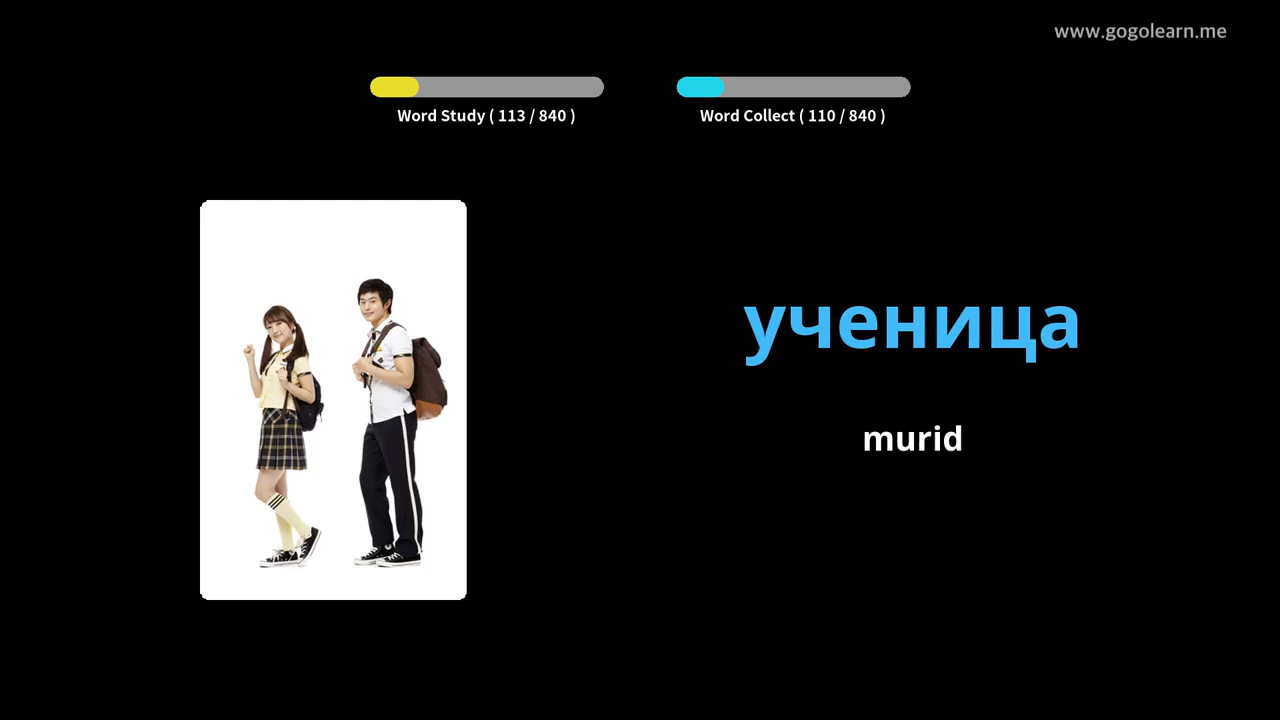 www.gogolearn.me
Word Study ( 113 / 840 )
Word Collect ( 110 / 840 )
ученица
murid